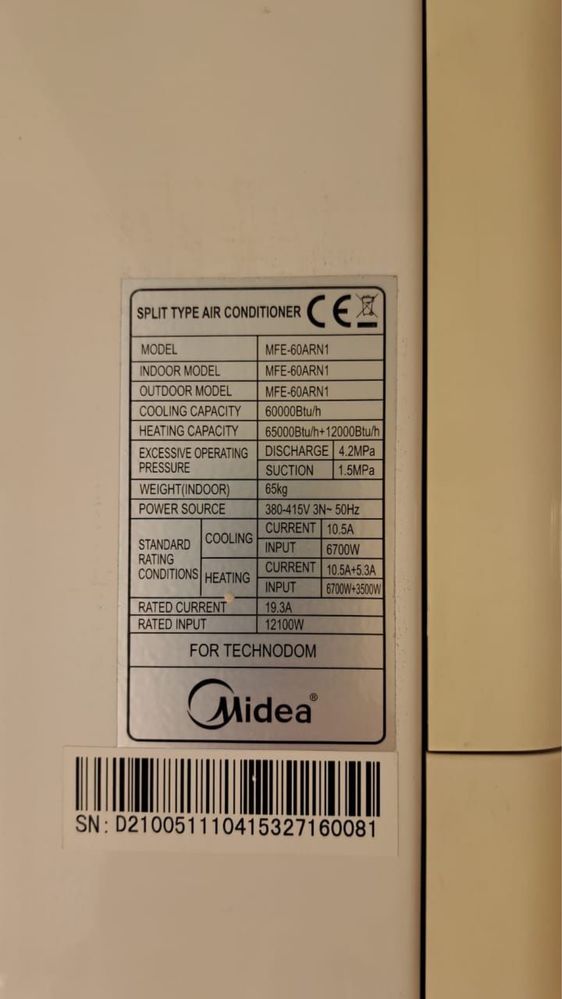 SPLIT TYPE AIR CONDITIONER CE
MODEL MFE-60ARN1
INDOOR MODEL MFE-60ARN1
OUTDOOR MODEL MFE-60ARN1
COOLING CAPACITY 60000Btu/h
HEATING CAPACITY 65000Btu/h+12000Btu/h
EXCESSIVE OPERATING PRESSURE DISCHARGE 4.2MPa
SUCTION 1.5MPa
WEIGHT(INDOOR) 65kg
POWER SOURCE 380-415V 3N~ 50Hz
STANDARD RATING CONDITIONS COOLING CURRENT 10.5A
INPUT 6700W
HEATING CURRENT 10.5A+5.3A
INPUT 6700W+3500W
RATED CURRENT 19.3A
RATED INPUT 12100W
FOR TECHNODOM
Midea®
SN: D210051110415327160081